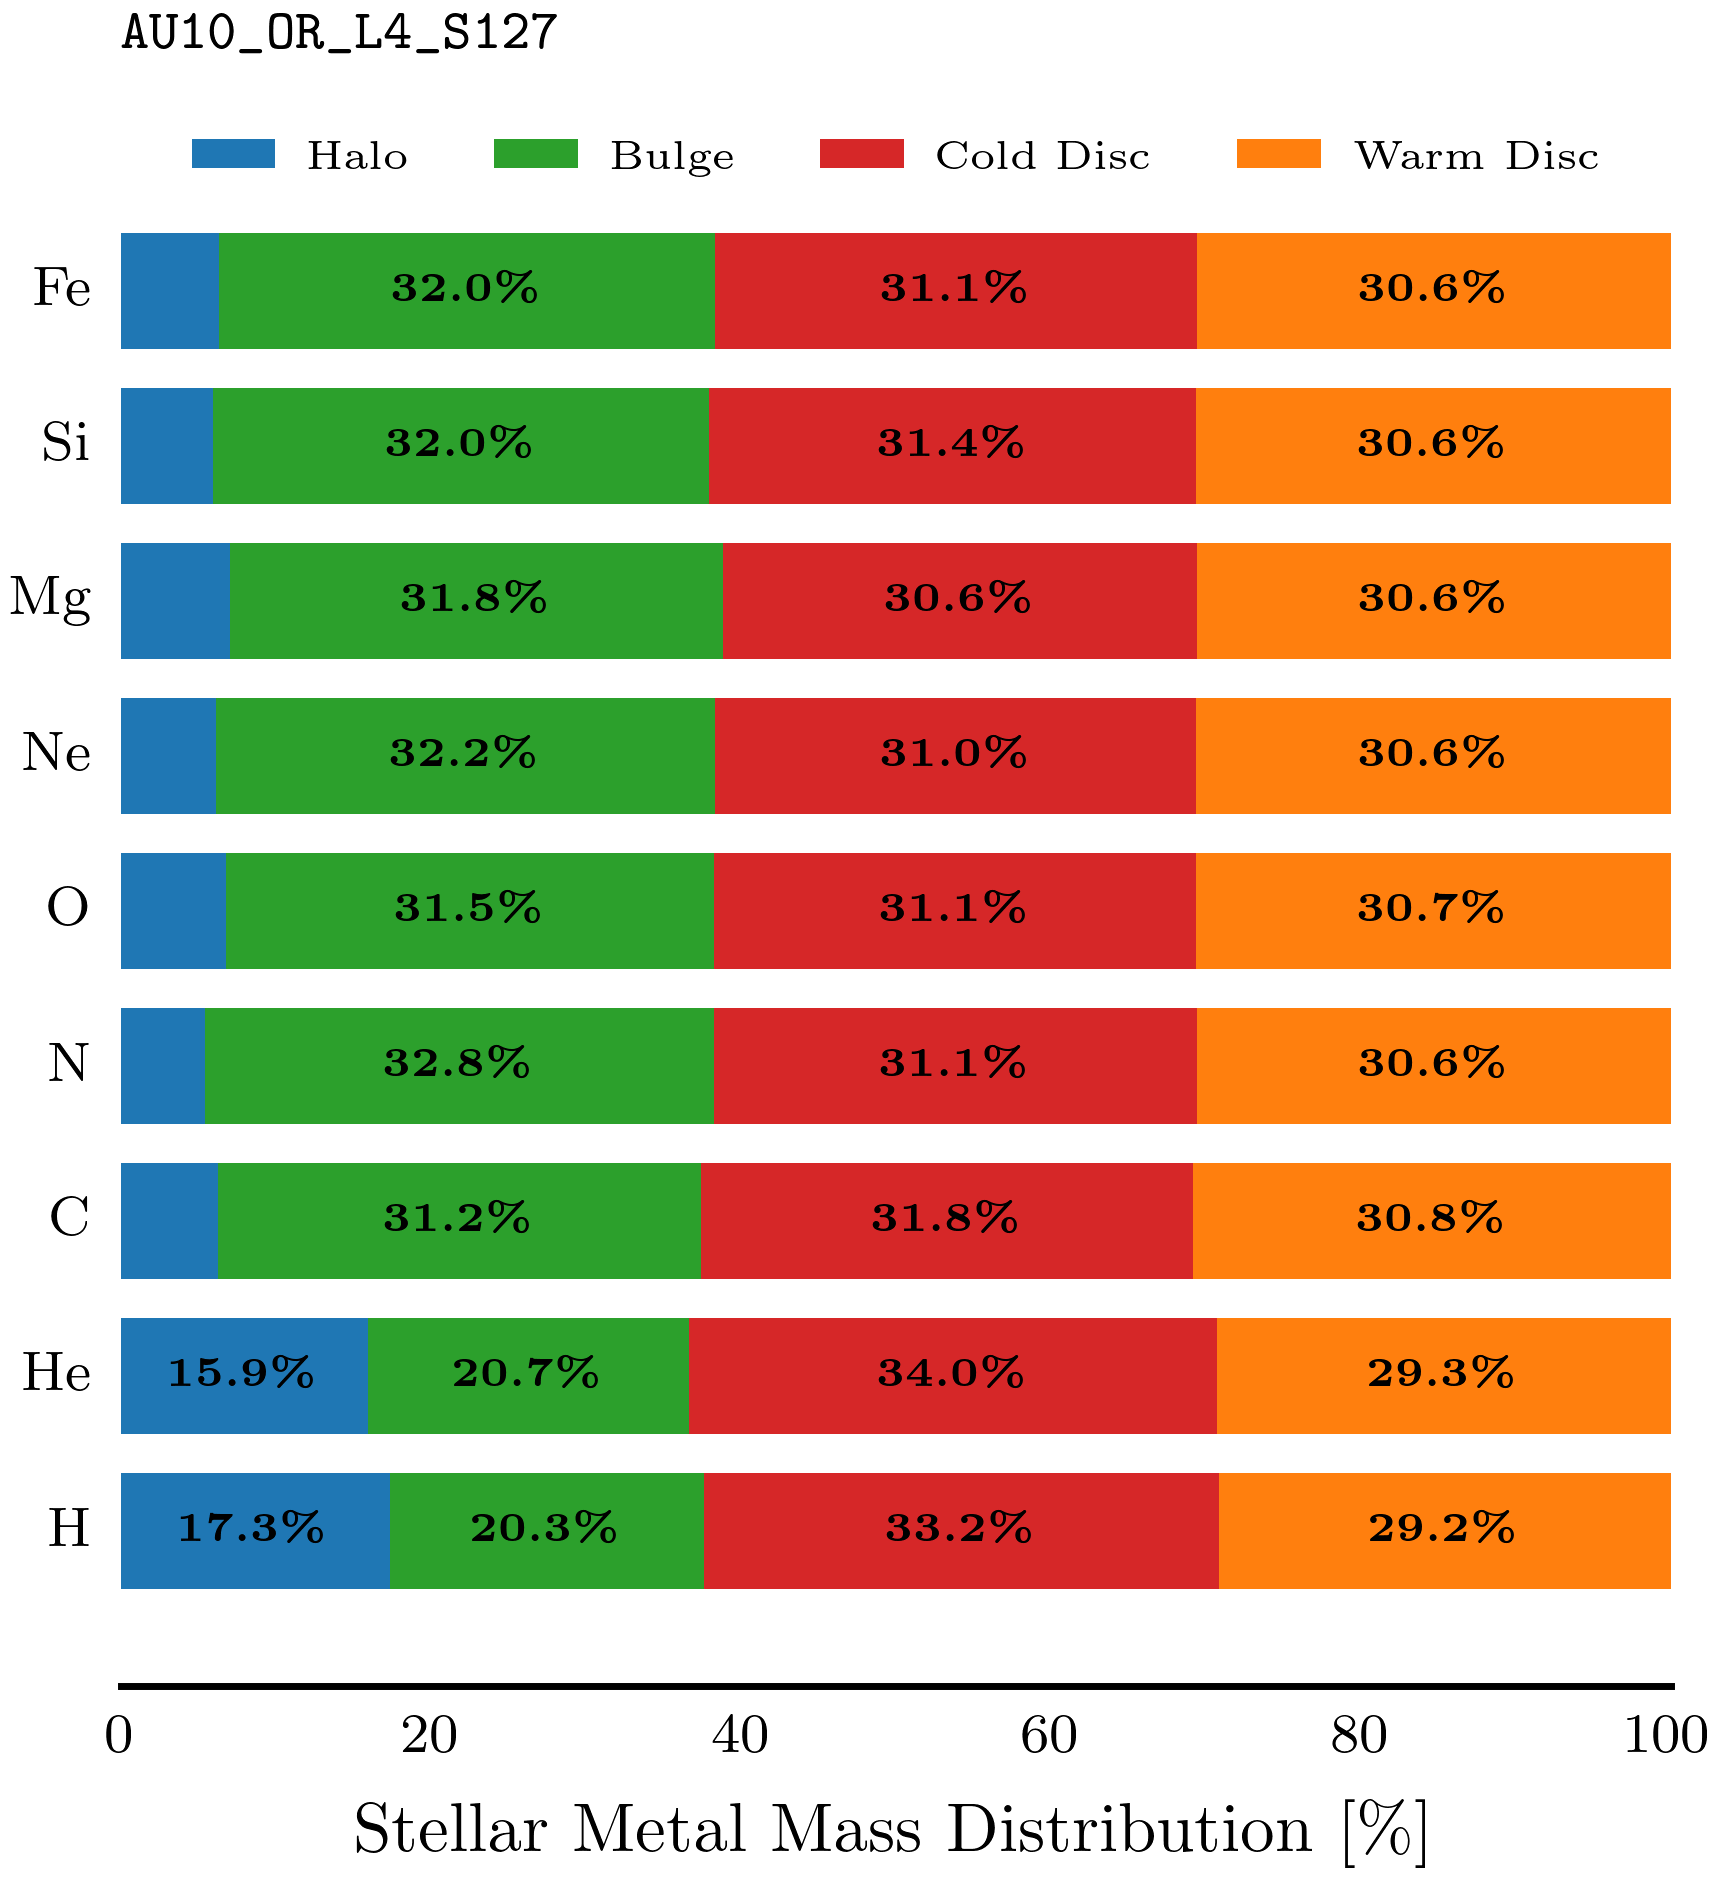 AU10_OR_L4_S127
Halo Bulge Cold Disc Warm Disc
Fe 32.0% 31.1% 30.6%
Si 32.0% 31.4% 30.6%
Mg 31.8% 30.6% 30.6%
Ne 32.2% 31.0% 30.6%
O 31.5% 31.1% 30.7%
N 32.8% 31.1% 30.6%
C 31.2% 31.8% 30.8%
He 15.9% 20.7% 34.0% 29.3%
H 17.3% 20.3% 33.2% 29.2%
0 20 40 60 80 100
Stellar Metal Mass Distribution [%]